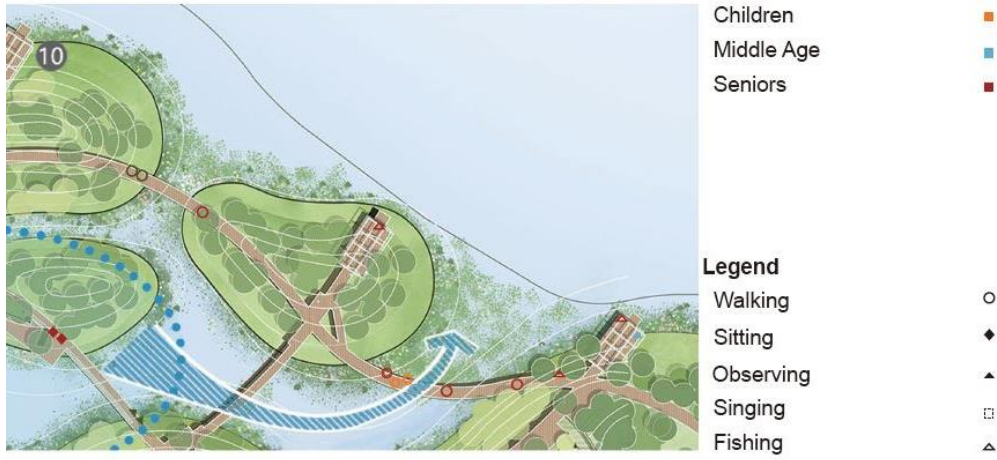 10
Children
Middle Age
Seniors
Legend
Walking
Sitting
Observing
Singing
Fishing